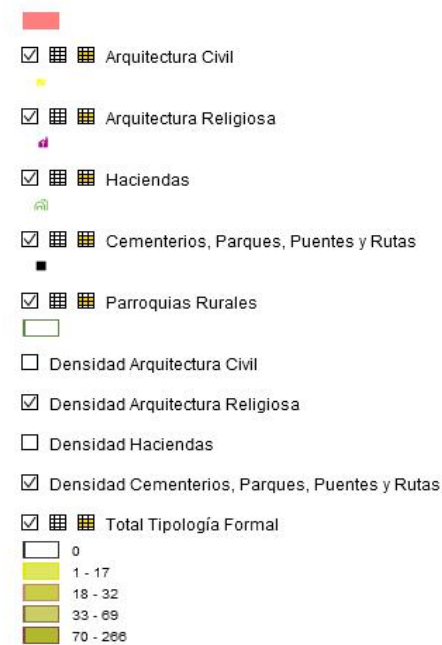 Arquitectura Civil
Arquitectura Religiosa
Haciendas
Cementerios, Parques, Puentes y Rutas
Parroquias Rurales
Densidad Arquitectura Civil
Densidad Arquitectura Religiosa
Densidad Haciendas
Densidad Cementerios, Parques, Puentes y Rutas
Total Tipología Formal
0
1 - 17
18 - 32
33 - 69
70 - 266